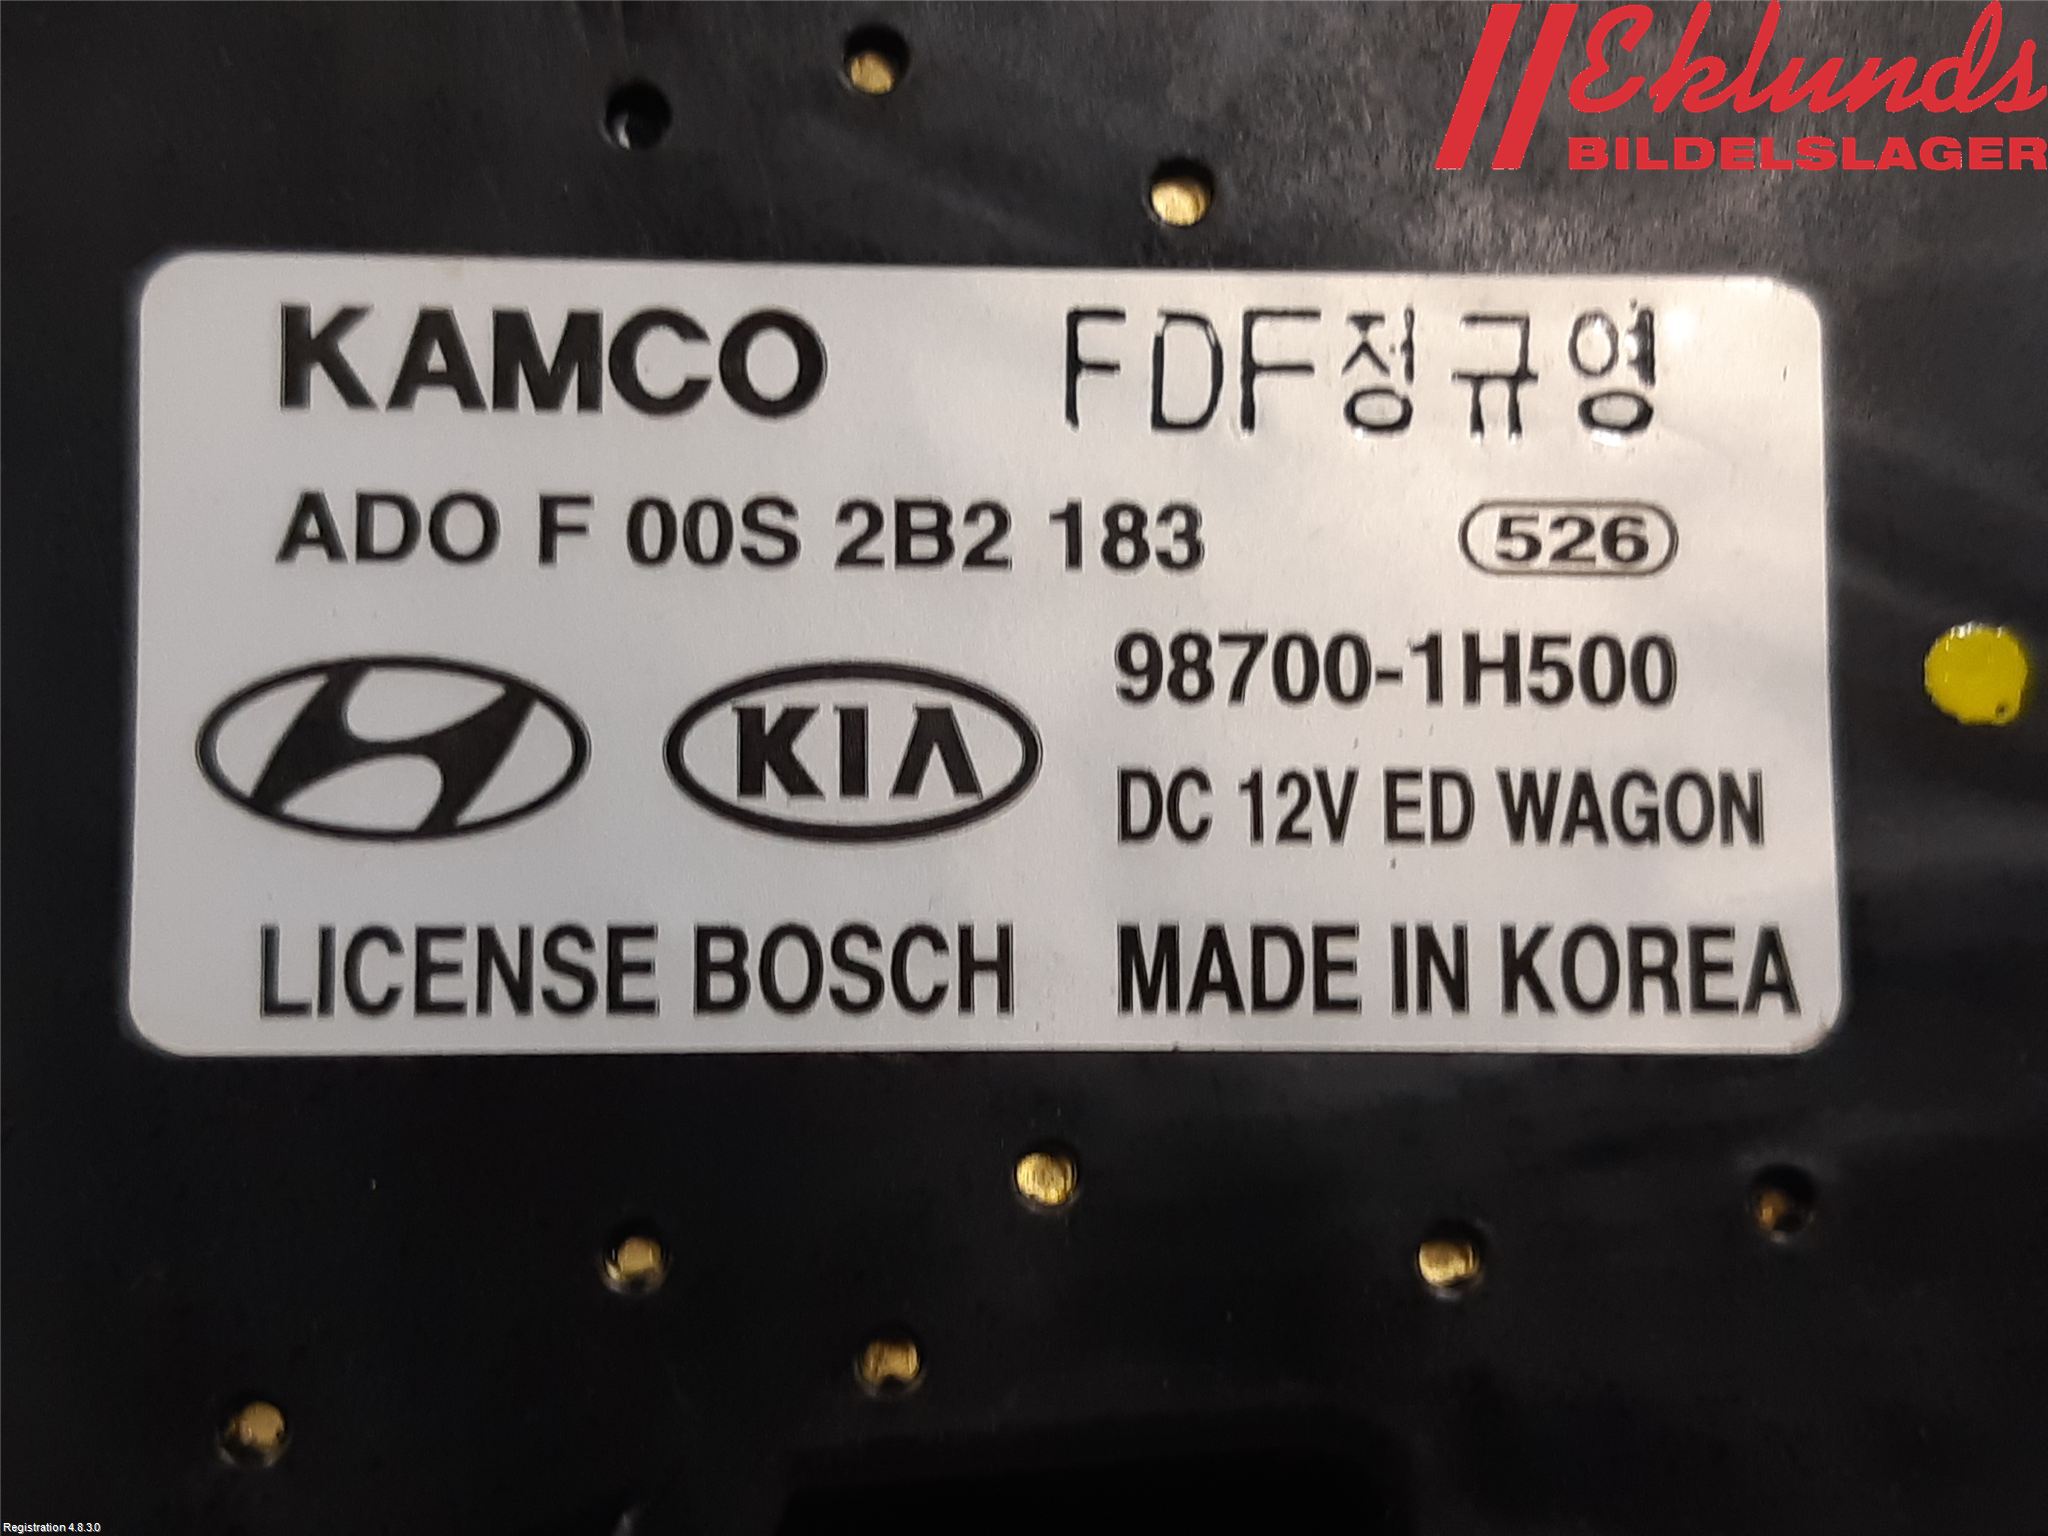 Eklunds
BILDELSLAGER
KAMCO FDF정규영
ADO F 00S 2B2 183 526
98700-1H500
KIA
DC 12V ED WAGON
LICENSE BOSCH MADE IN KOREA
Registration 4.8.3.0